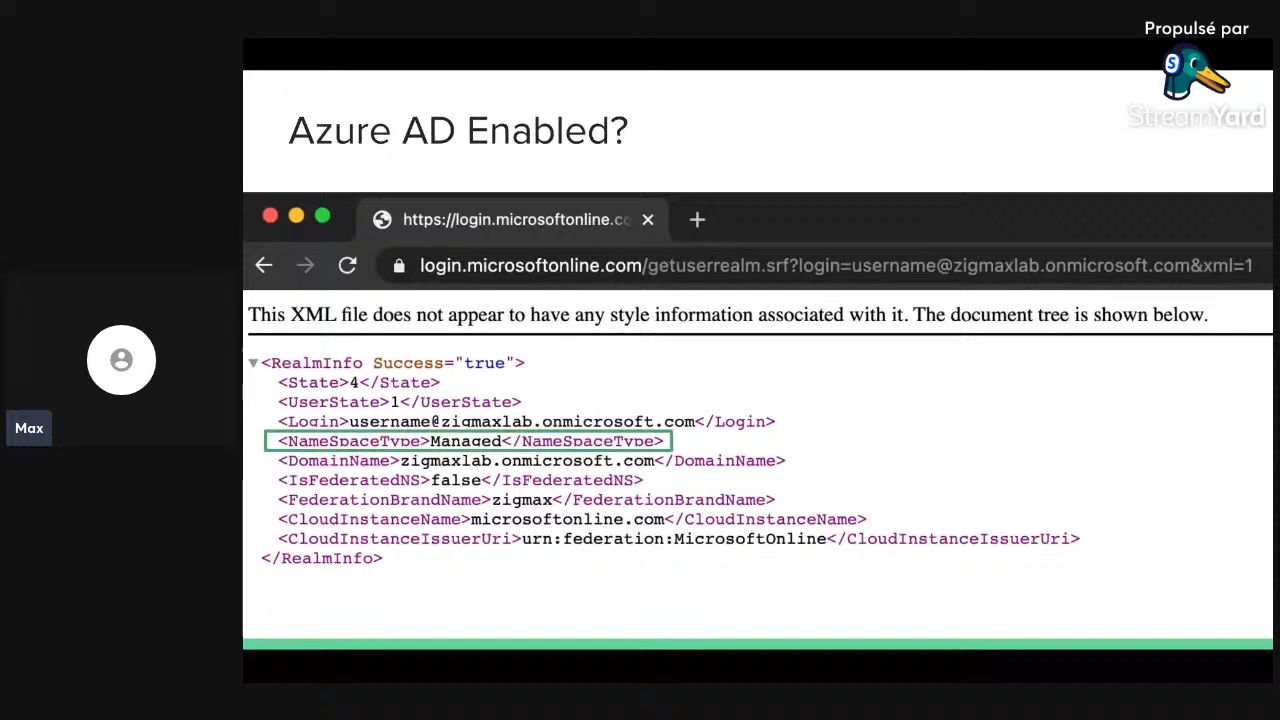 Propulsé par
StreamYard
Azure AD Enabled?
https://login.microsoftonline.co
login.microsoftonline.com/getuserrealm.srf?login=username@zigmaxlab.onmicrosoft.com&xml=1
This XML file does not appear to have any style information associated with it. The document tree is shown below.
<RealmInfo Success="true">
<State>4</State>
<UserState>1</UserState>
<Login>username@zigmaxlab.onmicrosoft.com</Login>
<NameSpaceType>Managed</NameSpaceType>
<DomainName>zigmaxlab.onmicrosoft.com</DomainName>
<IsFederatedNS>false</IsFederatedNS>
<FederationBrandName>zigmax</FederationBrandName>
<CloudInstanceName>microsoftonline.com</CloudInstanceName>
<CloudInstanceIssuerUri>urn:federation:MicrosoftOnline</CloudInstanceIssuerUri>
</RealmInfo>
Max